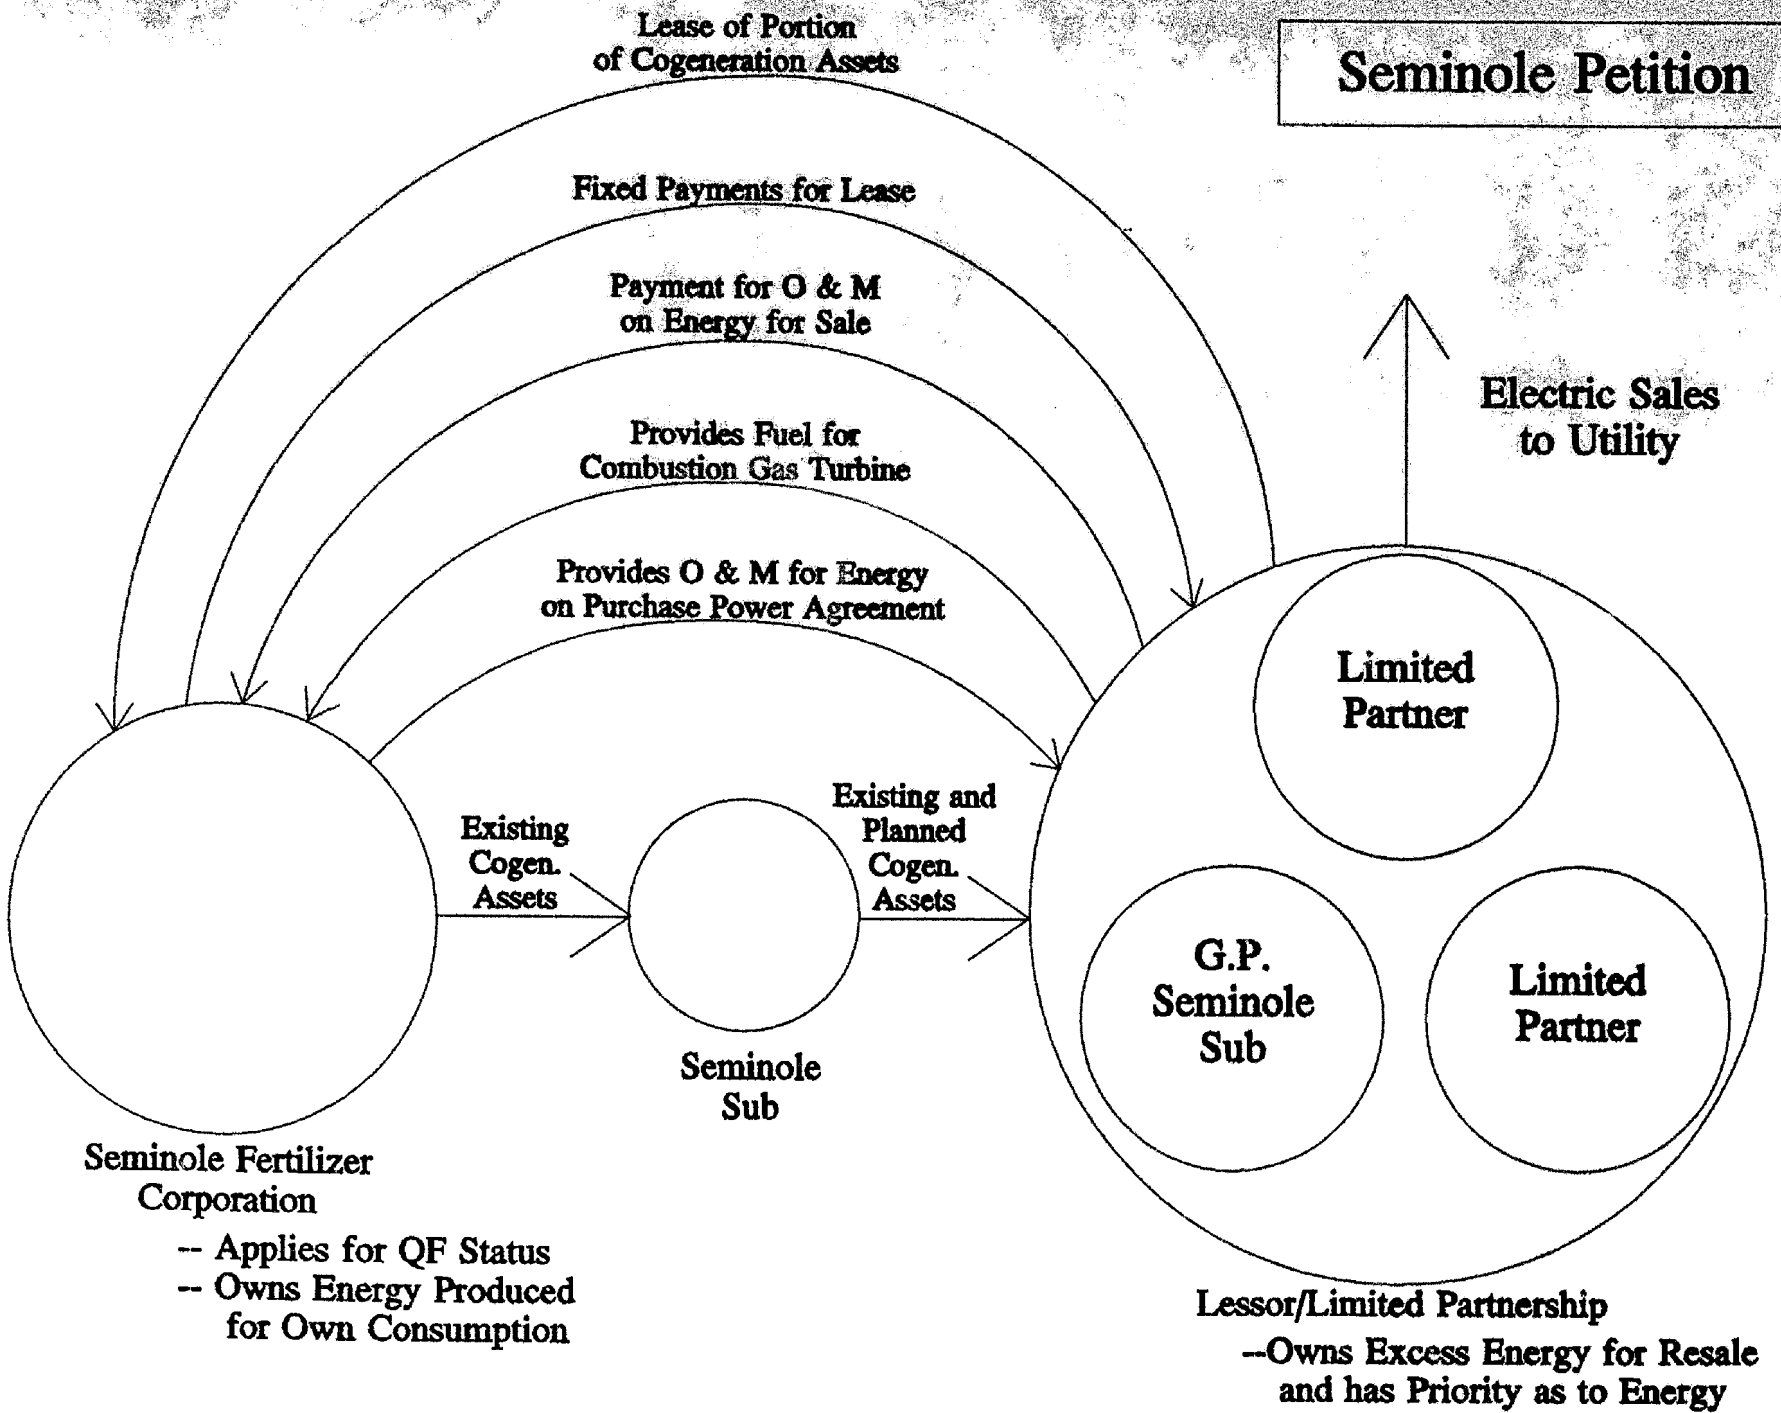 Lease of Portion
of Cogeneration Assets
Seminole Petition
Fixed Payments for Lease
Payment for O & M
on Energy for Sale
Electric Sales
to Utility
Provides Fuel for
Combustion Gas Turbine
Provides O & M for Energy
on Purchase Power Agreement
Limited
Partner
Existing
Cogen.
Assets
Existing and
Planned
Cogen.
Assets
G.P.
Seminole
Sub
Limited
Partner
Seminole
Sub
Seminole Fertilizer
Corporation
-- Applies for QF Status
-- Owns Energy Produced
for Own Consumption
Lessor/Limited Partnership
--Owns Excess Energy for Resale
and has Priority as to Energy